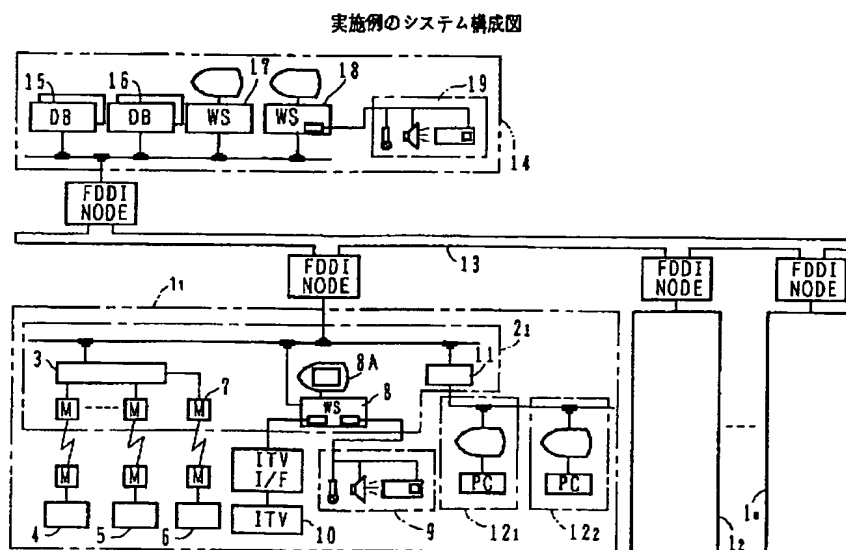 実施例のシステム構成図
15
16
17
18
19
DB
DB
WS
WS
14
FDDI
NODE
13
FDDI
NODE
FDDI
NODE
FDDI
NODE
11
21
3
7
8A
8
11
WS
M
M
M
M
M
M
ITV
I/F
ITV
PC
PC
4
5
6
10
9
121
122
12
1n